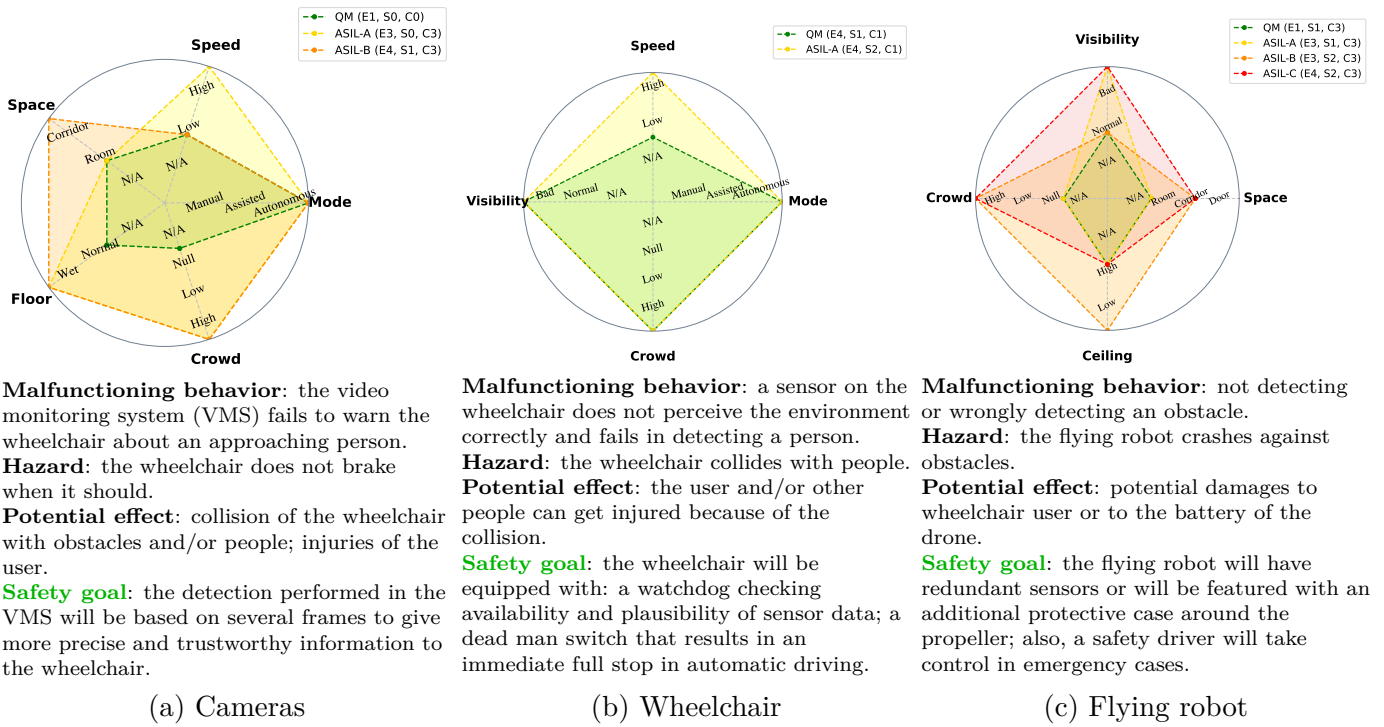 QM (E1, S0, C0)
ASIL-A (E3, S0, C3)
ASIL-B (E4, S1, C3)
Speed
High
Space
Corridor
Low
Room
N/A
N/A
Manual
Assisted
Autonomous
Mode
N/A
N/A
Normal
Null
Wet
Low
Floor
High
Crowd
Malfunctioning behavior: the video
monitoring system (VMS) fails to warn the
wheelchair about an approaching person.
Hazard: the wheelchair does not brake
when it should.
Potential effect: collision of the wheelchair
with obstacles and/or people; injuries of the
user.
Safety goal: the detection performed in the
VMS will be based on several frames to give
more precise and trustworthy information to
the wheelchair.
(a) Cameras
QM (E4, S1, C1)
ASIL-A (E4, S2, C1)
Speed
High
Low
N/A
Visibility
Bad
Normal
N/A
Manual
Assisted
Autonomous
Mode
N/A
Null
Low
High
Crowd
Malfunctioning behavior: a sensor on the
wheelchair does not perceive the environment
correctly and fails in detecting a person.
Hazard: the wheelchair collides with people.
Potential effect: the user and/or other
people can get injured because of the
collision.
Safety goal: the wheelchair will be
equipped with: a watchdog checking
availability and plausibility of sensor data; a
dead man switch that results in an
immediate full stop in automatic driving.
(b) Wheelchair
QM (E1, S1, C3)
ASIL-A (E3, S1, C3)
ASIL-B (E3, S2, C3)
ASIL-C (E4, S2, C3)
Visibility
Bad
Normal
N/A
Crowd
High
Low
Null
N/A
N/A
Room
Corridor
Door
Space
N/A
High
Low
Ceiling
Malfunctioning behavior: not detecting
or wrongly detecting an obstacle.
Hazard: the flying robot crashes against
obstacles.
Potential effect: potential damages to
wheelchair user or to the battery of the
drone.
Safety goal: the flying robot will have
redundant sensors or will be featured with an
additional protective case around the
propeller; also, a safety driver will take
control in emergency cases.
(c) Flying robot